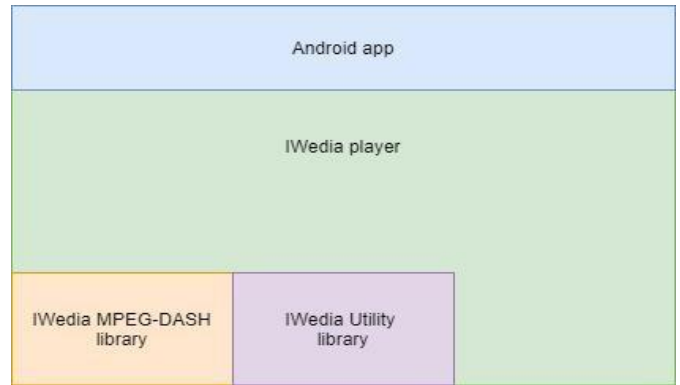 Android app
IWedia player
IWedia MPEG-DASH
library
IWedia Utility
library